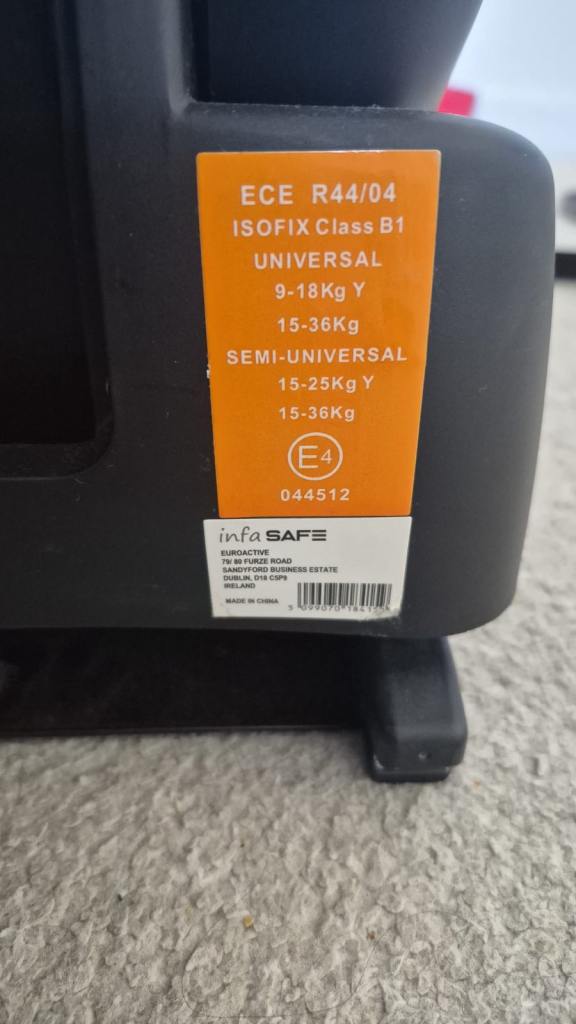 ECE R44/04
ISOFIX Class B1
UNIVERSAL
9-18Kg Y
15-36Kg
SEMI-UNIVERSAL
15-25Kg Y
15-36Kg
E4
044512
infa SAFE
EUROACTIVE
79/ 80 FURZE ROAD
SANDYFORD BUSINESS ESTATE
DUBLIN, D18 C5P9
IRELAND
MADE IN CHINA